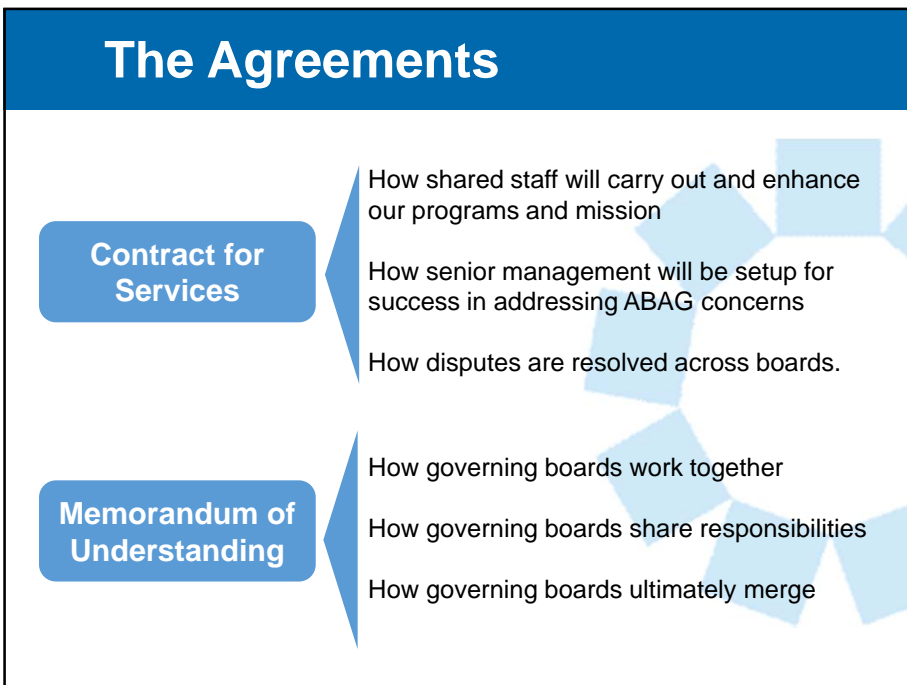 The Agreements
Contract for
Services
How shared staff will carry out and enhance
our programs and mission
How senior management will be setup for
success in addressing ABAG concerns
How disputes are resolved across boards.
Memorandum of
Understanding
How governing boards work together
How governing boards share responsibilities
How governing boards ultimately merge